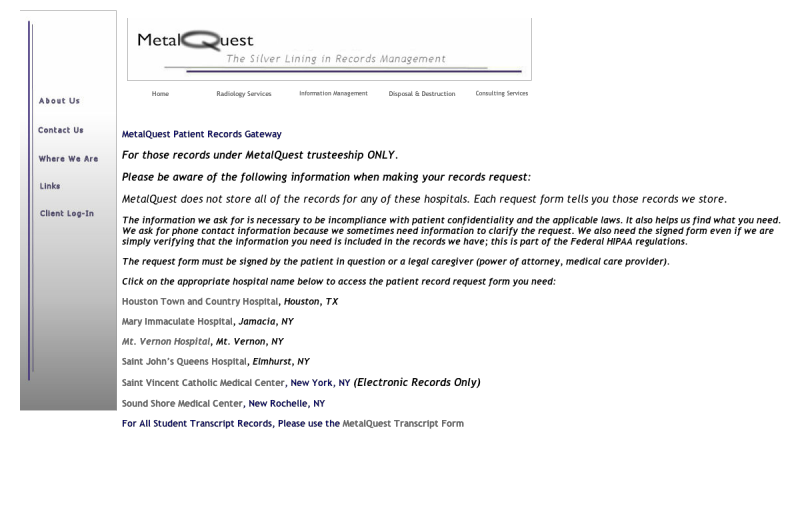 MetalQuest
The Silver Lining in Records Management
Home Radiology Services Information Management Disposal & Destruction Consulting Services
About Us
Contact Us
Where We Are
Links
Client Log-In
MetalQuest Patient Records Gateway
For those records under MetalQuest trusteeship ONLY.
Please be aware of the following information when making your records request:
MetalQuest does not store all of the records for any of these hospitals. Each request form tells you those records we store.
The information we ask for is necessary to be incompliance with patient confidentiality and the applicable laws. It also helps us find what you need.
We ask for phone contact information because we sometimes need information to clarify the request. We also need the signed form even if we are
simply verifying that the information you need is included in the records we have; this is part of the Federal HIPAA regulations.
The request form must be signed by the patient in question or a legal caregiver (power of attorney, medical care provider).
Click on the appropriate hospital name below to access the patient record request form you need:
Houston Town and Country Hospital, Houston, TX
Mary Immaculate Hospital, Jamacia, NY
Mt. Vernon Hospital, Mt. Vernon, NY
Saint John's Queens Hospital, Elmhurst, NY
Saint Vincent Catholic Medical Center, New York, NY (Electronic Records Only)
Sound Shore Medical Center, New Rochelle, NY
For All Student Transcript Records, Please use the MetalQuest Transcript Form